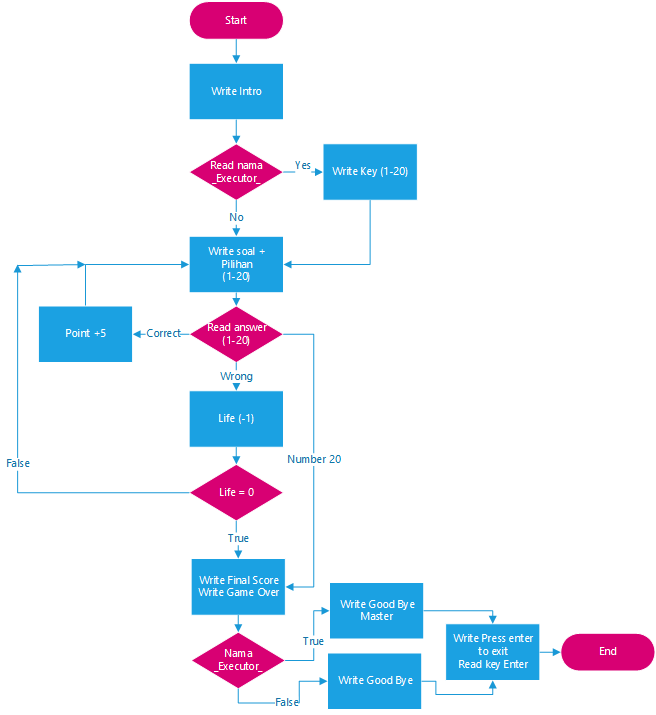 Start
Write Intro
Read nama
_Executor_
Yes
Write Key (1-20)
No
Write soal +
Pilihan
(1-20)
Point +5
Correct
Read answer
(1-20)
Wrong
Life (-1)
False
Number 20
Life = 0
True
Write Final Score
Write Game Over
Write Good Bye
Master
True
Nama
_Executor_
Write Press enter
to exit
Read key Enter
End
Write Good Bye
False